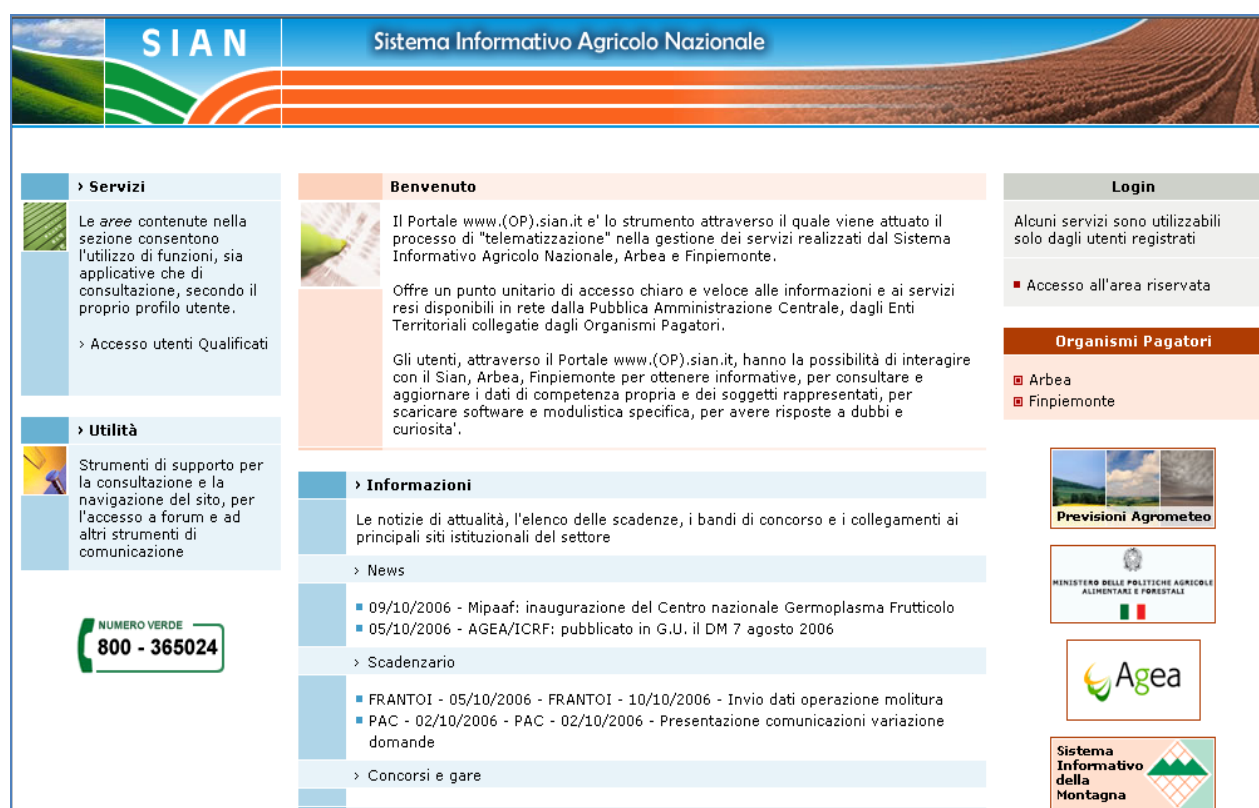 SIAN
Sistema Informativo Agricolo Nazionale
› Servizi
Le aree contenute nella
sezione consentono
l'utilizzo di funzioni, sia
applicative che di
consultazione, secondo il
proprio profilo utente.
› Accesso utenti Qualificati
› Utilità
Strumenti di supporto per
la consultazione e la
navigazione del sito, per
l'accesso a forum e ad
altri strumenti di
comunicazione
NUMERO VERDE
800 - 365024
Benvenuto
Il Portale www.(OP).sian.it e' lo strumento attraverso il quale viene attuato il
processo di "telematizzazione" nella gestione dei servizi realizzati dal Sistema
Informativo Agricolo Nazionale, Arbea e Finpiemonte.
Offre un punto unitario di accesso chiaro e veloce alle informazioni e ai servizi
resi disponibili in rete dalla Pubblica Amministrazione Centrale, dagli Enti
Territoriali collegatie dagli Organismi Pagatori.
Gli utenti, attraverso il Portale www.(OP).sian.it, hanno la possibilità di interagire
con il Sian, Arbea, Finpiemonte per ottenere informative, per consultare e
aggiornare i dati di competenza propria e dei soggetti rappresentati, per
scaricare software e modulistica specifica, per avere risposte a dubbi e
curiosita'.
› Informazioni
Le notizie di attualità, l'elenco delle scadenze, i bandi di concorso e i collegamenti ai
principali siti istituzionali del settore
› News
09/10/2006 - Mipaaf: inaugurazione del Centro nazionale Germoplasma Frutticolo
05/10/2006 - AGEA/ICRF: pubblicato in G.U. il DM 7 agosto 2006
› Scadenzario
FRANTOI - 05/10/2006 - FRANTOI - 10/10/2006 - Invio dati operazione molitura
PAC - 02/10/2006 - PAC - 02/10/2006 - Presentazione comunicazioni variazione
domande
› Concorsi e gare
Login
Alcuni servizi sono utilizzabili
solo dagli utenti registrati
Accesso all'area riservata
Organismi Pagatori
Arbea
Finpiemonte
Previsioni Agrometeo
MINISTERO DELLE POLITICHE AGRICOLE
ALIMENTARI E FORESTALI
Agea
Sistema
Informativo
della
Montagna